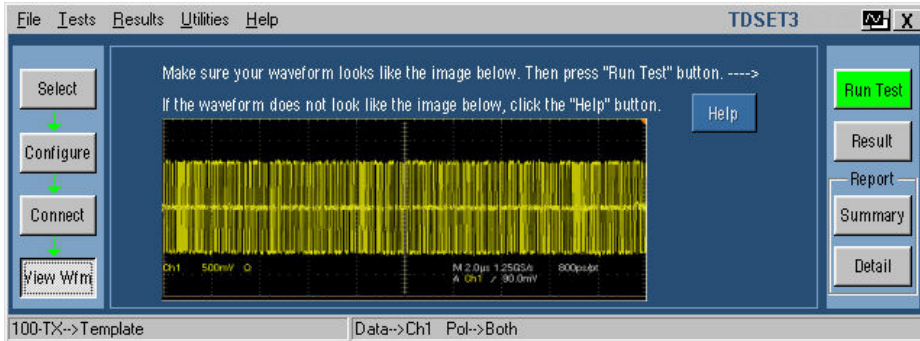 File Tests Results Utilities Help TDSET3 X
Make sure your waveform looks like the image below. Then press "Run Test" button. ---->
If the waveform does not look like the image below, click the "Help" button.
Help
Select
Configure
Connect
View Wfm
Ch1 500mV Ω M 2.0µs 1.25GS/s 800ps/pt
A Ch1 / 90.0mV
Run Test
Result
Report
Summary
Detail
100-TX-->Template Data-->Ch1 Pol-->Both